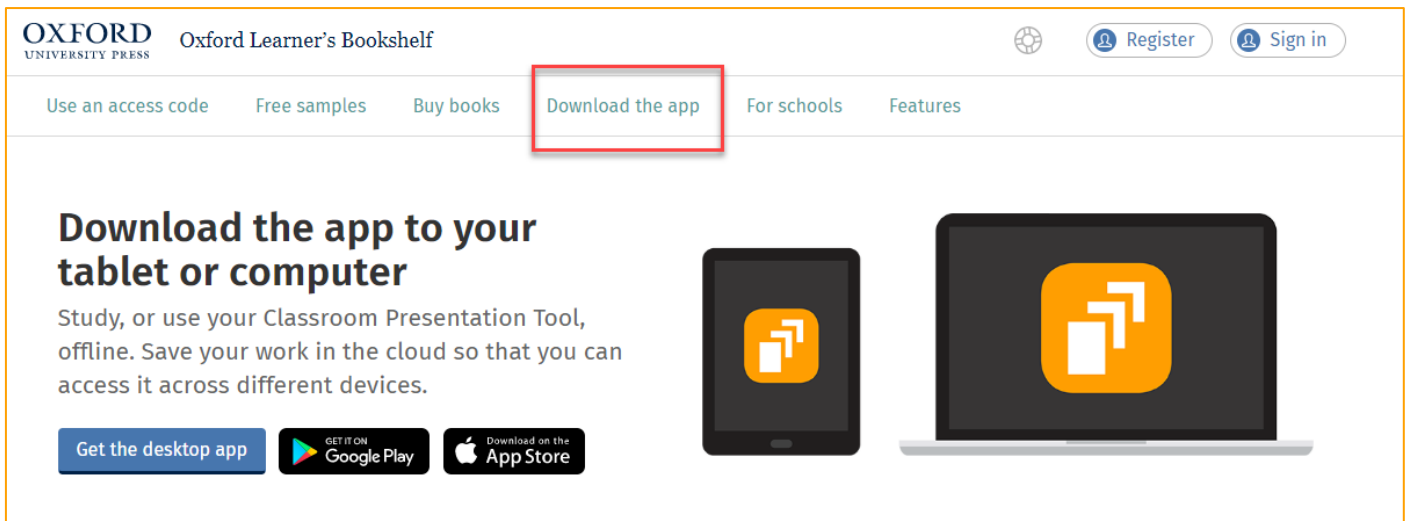 OXFORD
UNIVERSITY PRESS
Oxford Learner's Bookshelf
Register
Sign in
Use an access code
Free samples
Buy books
Download the app
For schools
Features
Download the app to your
tablet or computer
Study, or use your Classroom Presentation Tool,
offline. Save your work in the cloud so that you can
access it across different devices.
Get the desktop app
GET IT ON
Google Play
Download on the
App Store